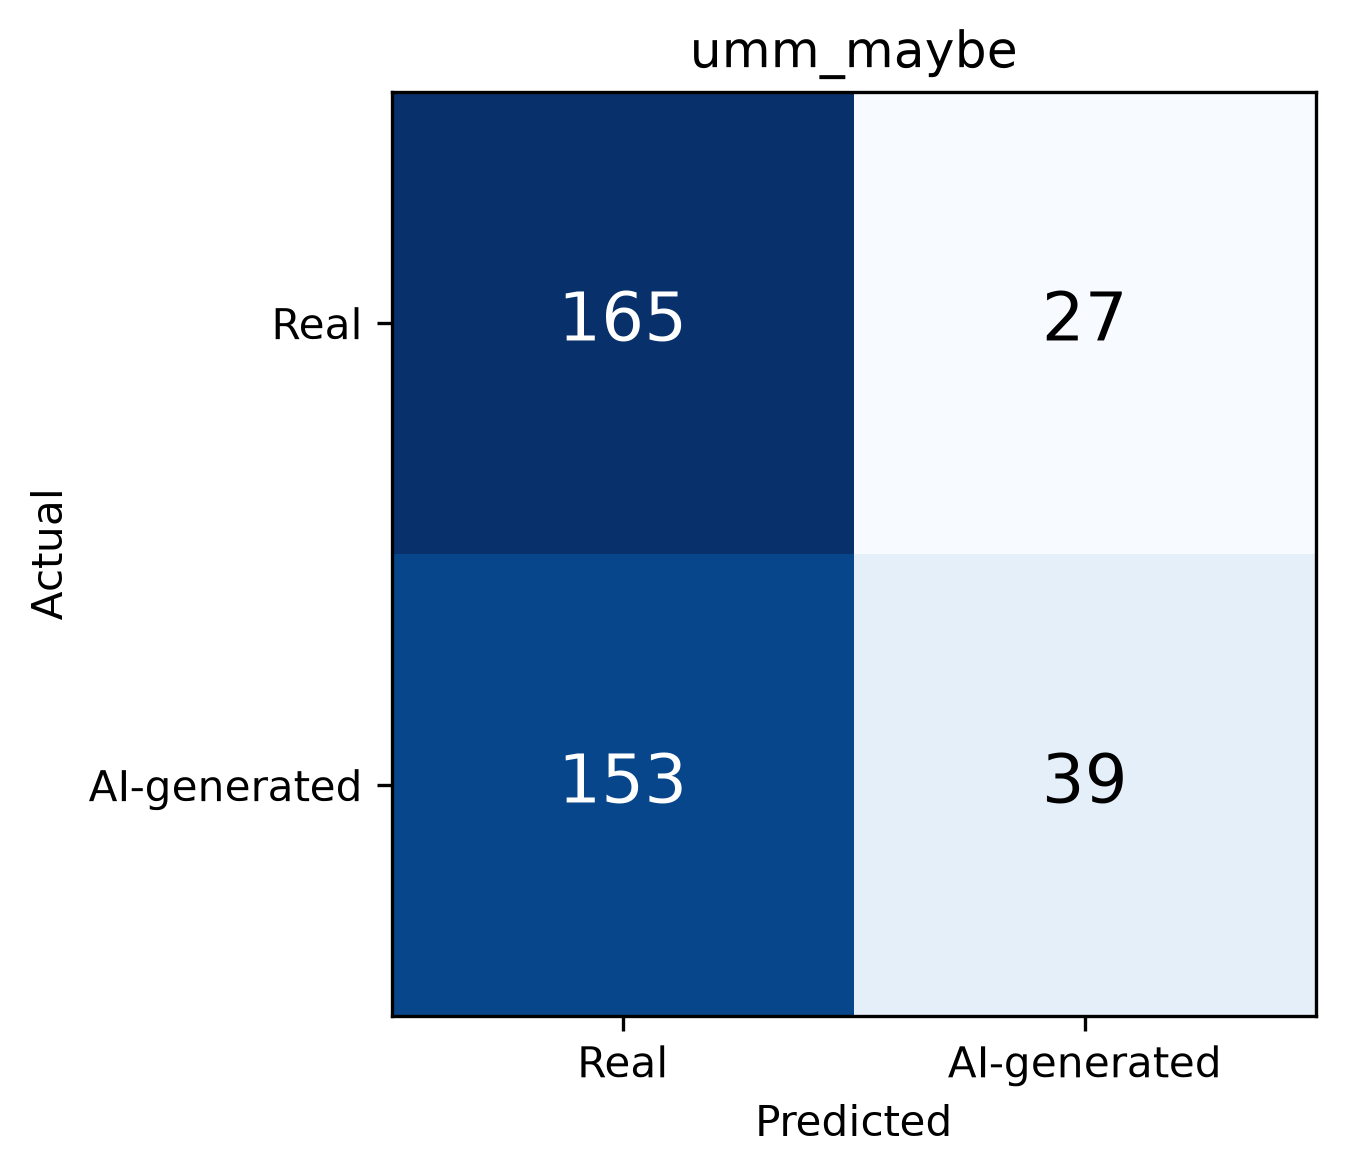 umm_maybe
Actual
Real
165
27
AI-generated
153
39
Real
AI-generated
Predicted